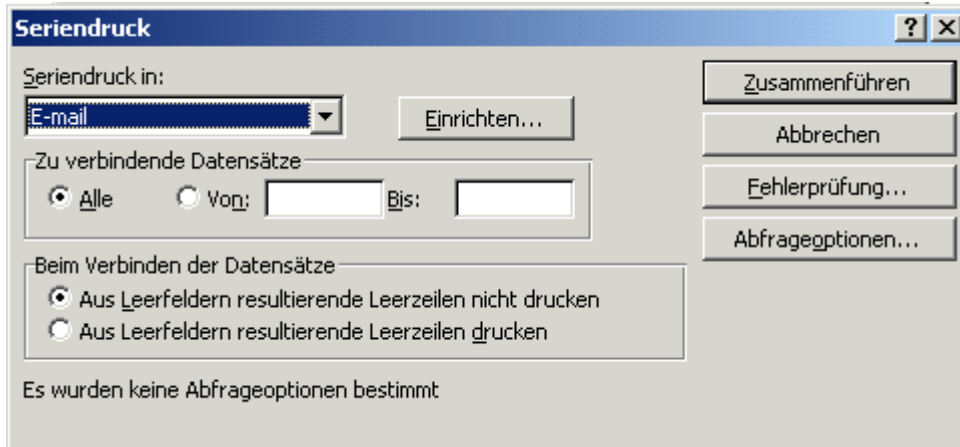 Seriendruck
Seriendruck in:
E-mail
Einrichten...
Zu verbindende Datensätze
Alle Von: Bis:
Beim Verbinden der Datensätze
Aus Leerfeldern resultierende Leerzeilen nicht drucken
Aus Leerfeldern resultierende Leerzeilen drucken
Es wurden keine Abfrageoptionen bestimmt
Zusammenführen
Abbrechen
Fehlerprüfung...
Abfrageoptionen...